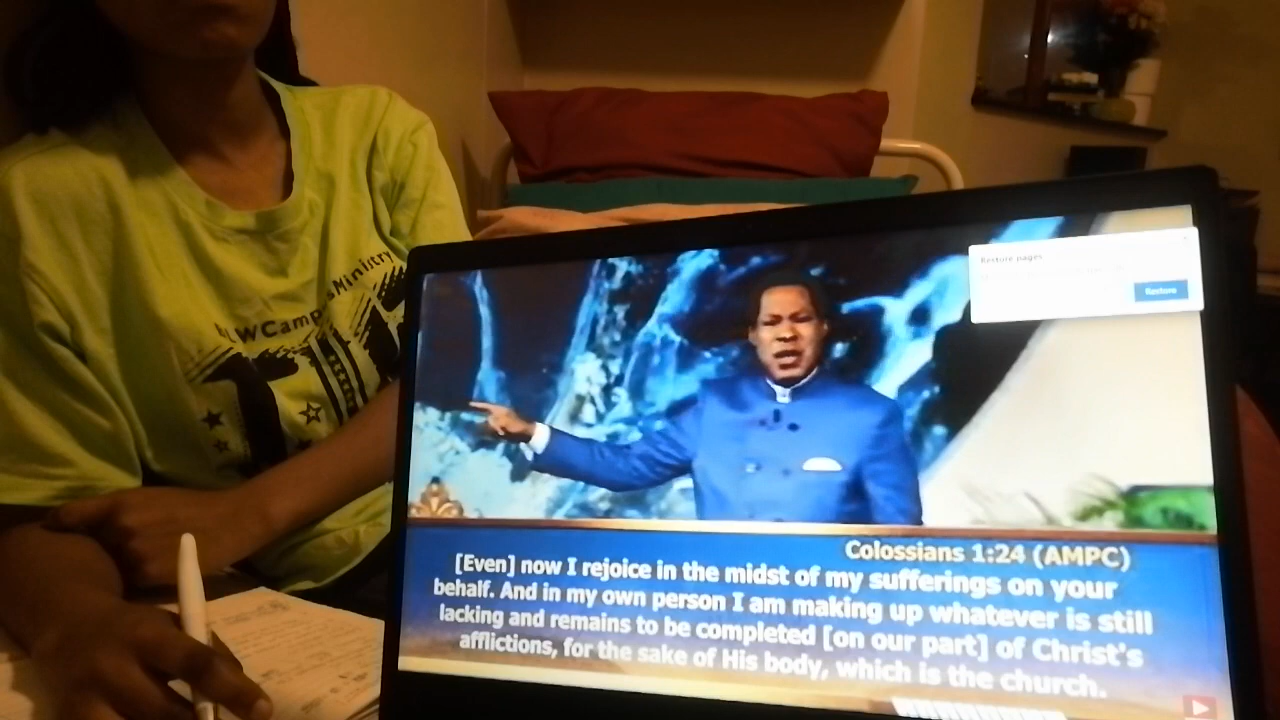 Campus Ministry
Restore pages
Restore
Colossians 1:24 (AMPC)
[Even] now I rejoice in the midst of my sufferings on your
behalf. And in my own person I am making up whatever is still
lacking and remains to be completed [on our part] of Christ's
afflictions, for the sake of His body, which is the church.